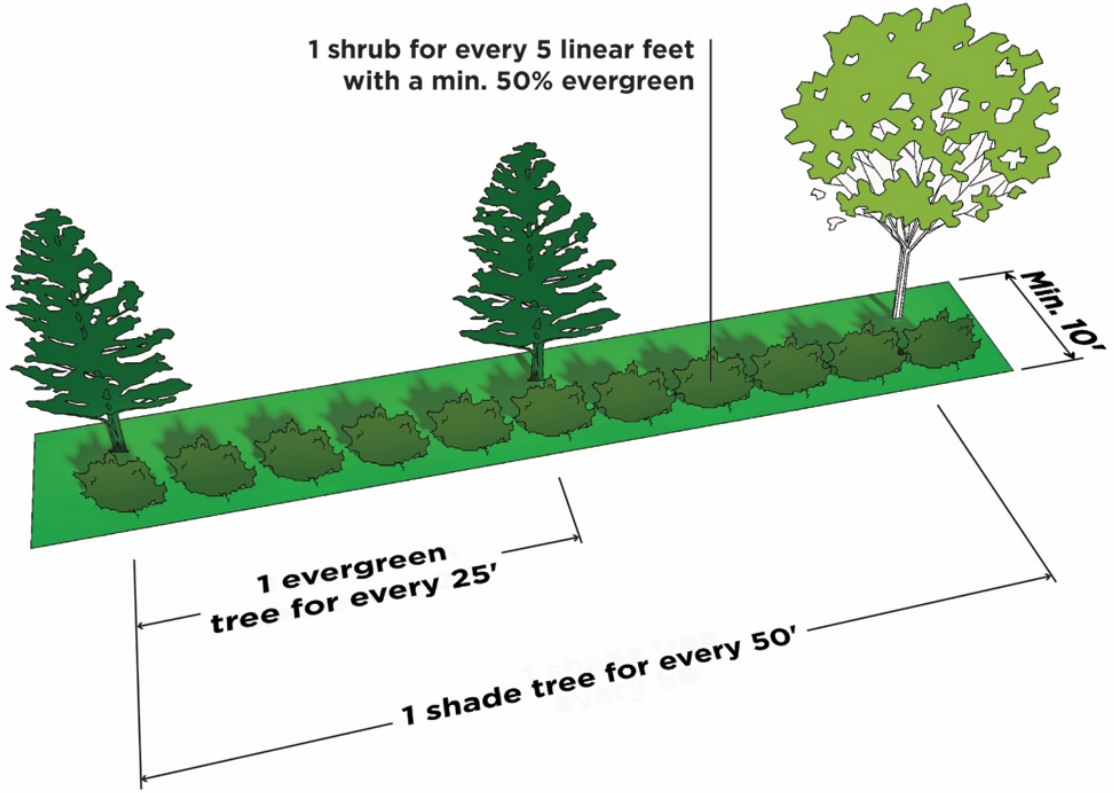 1 shrub for every 5 linear feet
with a min. 50% evergreen
Min. 10'
1 evergreen
tree for every 25'
1 shade tree for every 50'